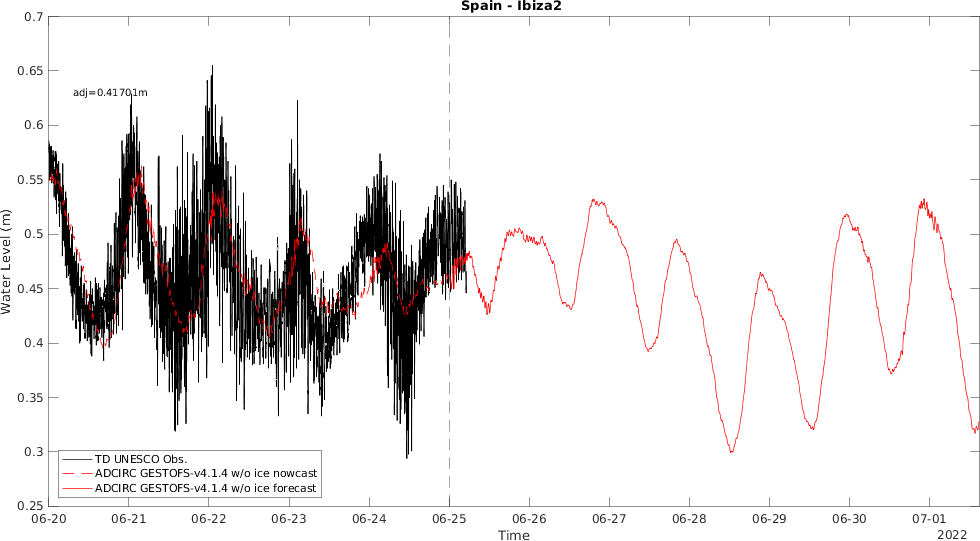 Spain - Ibiza2
0.7
0.65
0.6
0.55
0.5
0.45
0.4
0.35
0.3
0.25
Water Level (m)
adj=0.41701m
TD UNESCO Obs.
ADCIRC GESTOFS-v4.1.4 w/o ice nowcast
ADCIRC GESTOFS-v4.1.4 w/o ice forecast
06-20 06-21 06-22 06-23 06-24 06-25 06-26 06-27 06-28 06-29 06-30 07-01
Time
2022